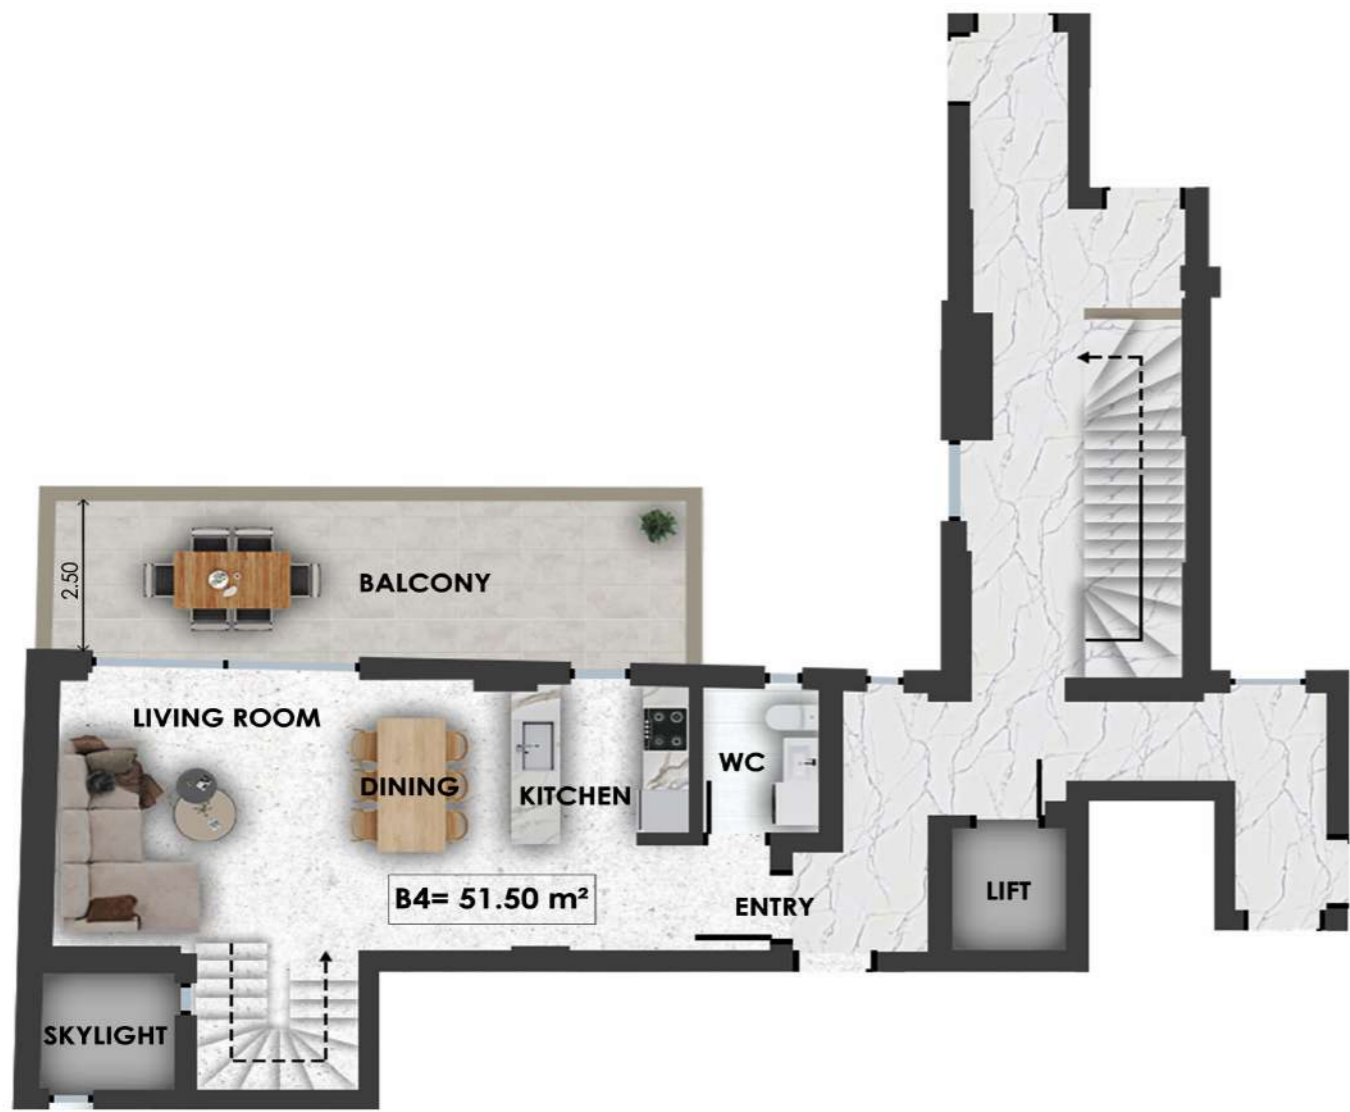 2.50
BALCONY
LIVING ROOM
DINING
KITCHEN
WC
B4= 51.50 m²
ENTRY
LIFT
SKYLIGHT